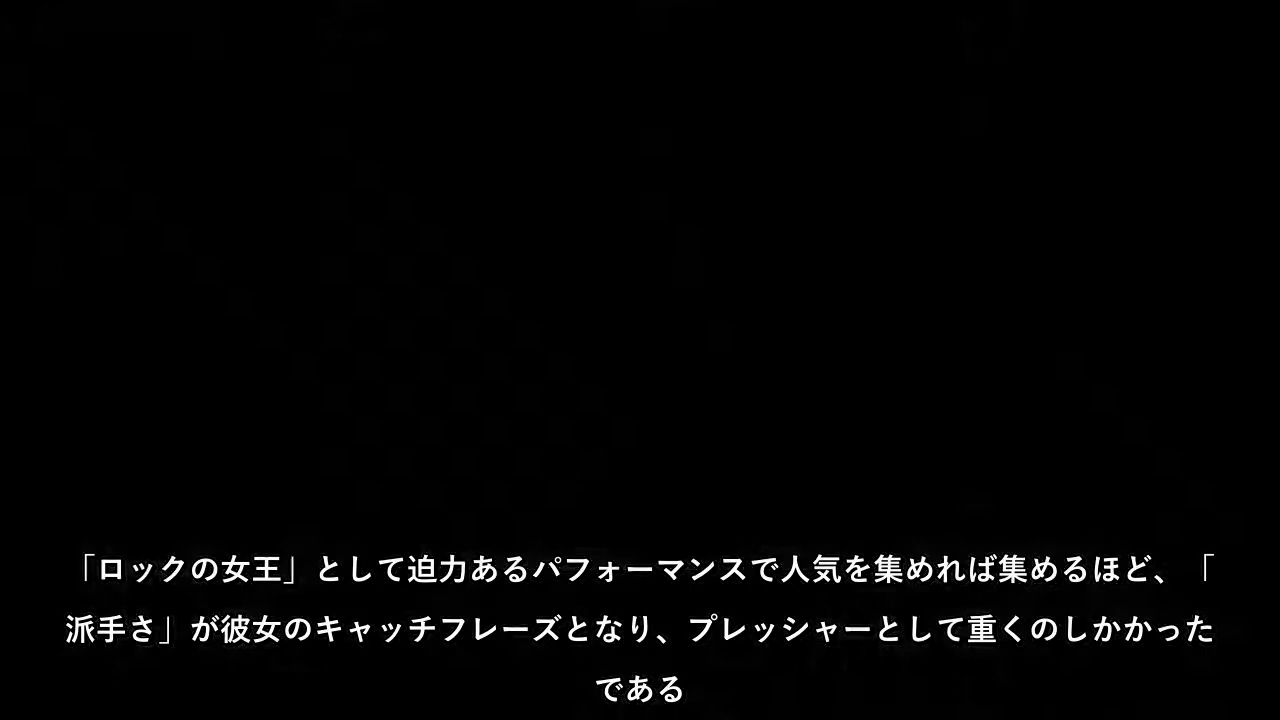 「ロックの女王」として迫力あるパフォーマンスで人気を集めれば集めるほど、「
派手さ」が彼女のキャッチフレーズとなり、プレッシャーとして重くのしかかった
である